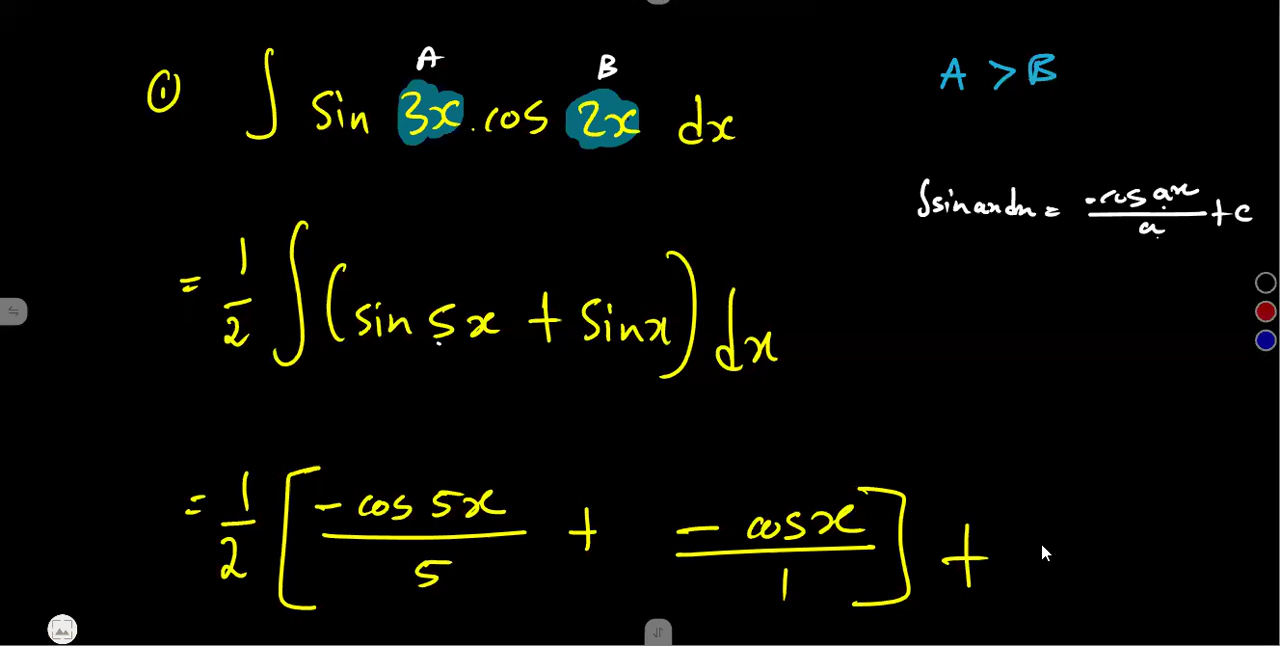 ① ∫ sin 3x . cos 2x dx
A B
A > B
∫sin ax dx = -cos ax / a + c
= 1/2 ∫ (sin 5x + sin x) dx
= 1/2 [ -cos 5x / 5 + -cos x / 1 ] +